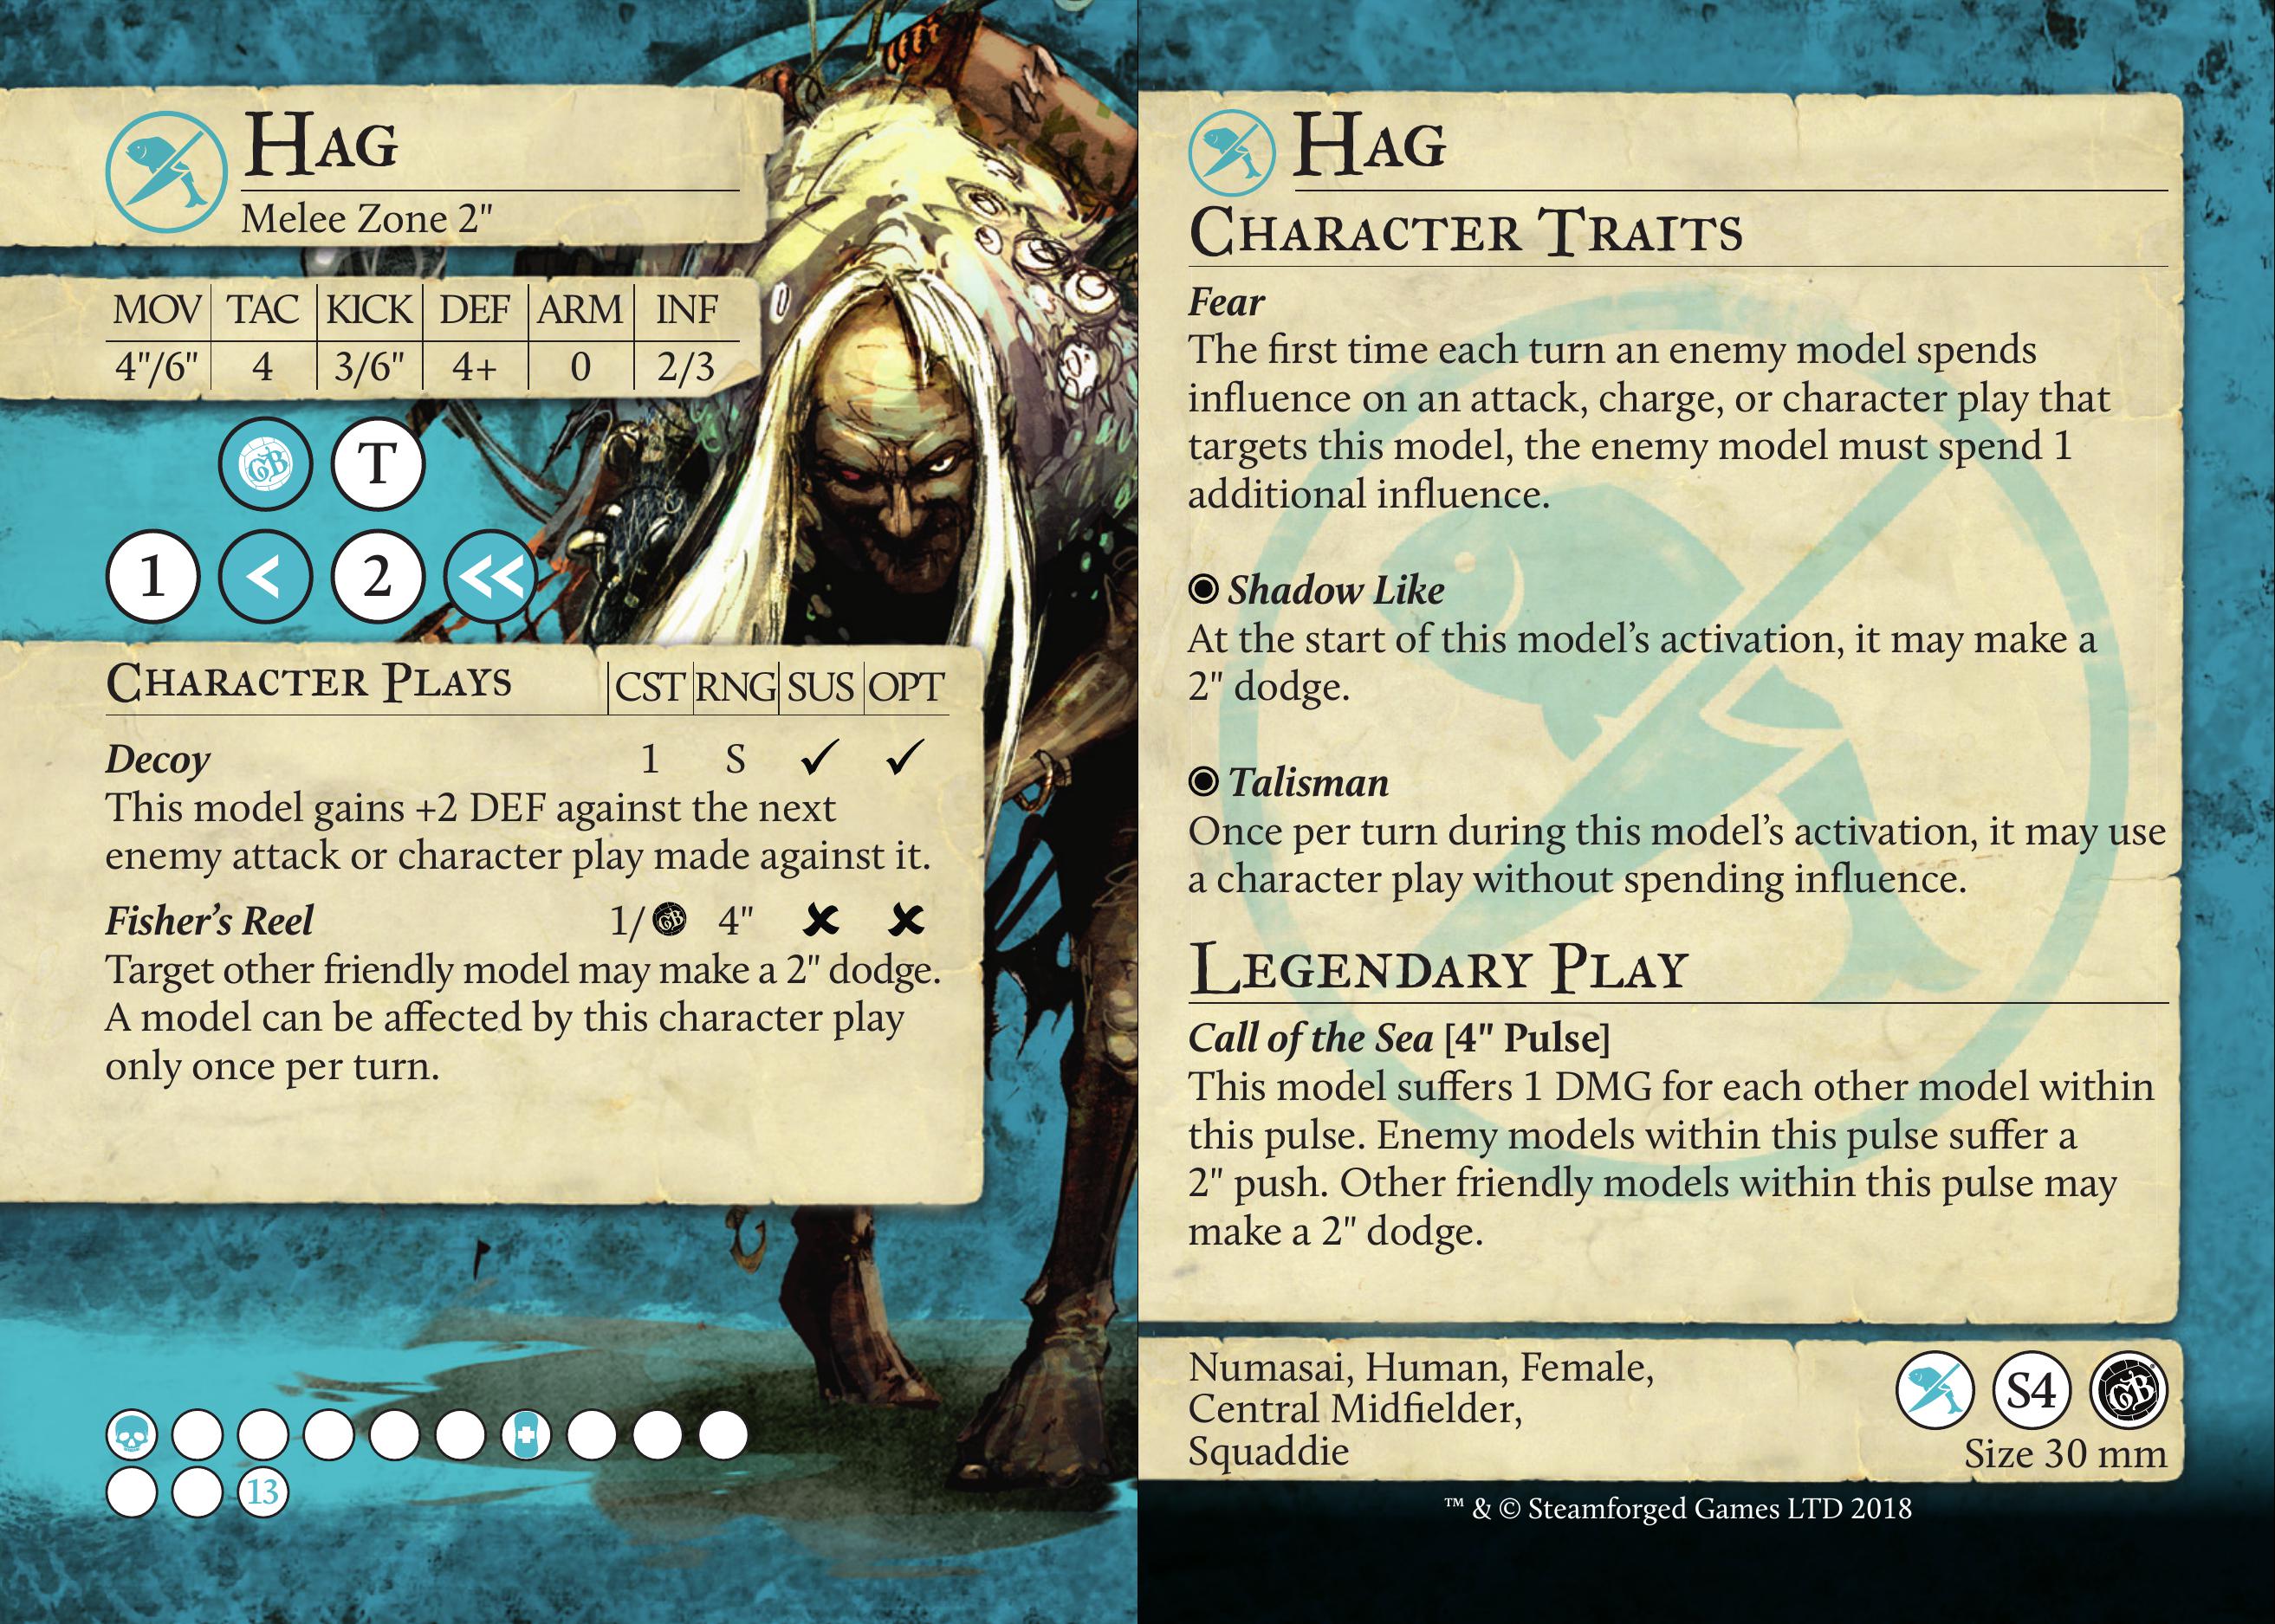 HAG
Melee Zone 2"
MOV TAC KICK DEF ARM INF
4"/6" 4 3/6" 4+ 0 2/3
GB T
1 < 2 <<
CHARACTER PLAYS CST RNG SUS OPT
Decoy 1 S ✓ ✓
This model gains +2 DEF against the next
enemy attack or character play made against it.
Fisher's Reel 1/GB 4" ✘ ✘
Target other friendly model may make a 2" dodge.
A model can be affected by this character play
only once per turn.
13
HAG
CHARACTER TRAITS
Fear
The first time each turn an enemy model spends
influence on an attack, charge, or character play that
targets this model, the enemy model must spend 1
additional influence.
Shadow Like
At the start of this model's activation, it may make a
2" dodge.
Talisman
Once per turn during this model's activation, it may use
a character play without spending influence.
LEGENDARY PLAY
Call of the Sea [4" Pulse]
This model suffers 1 DMG for each other model within
this pulse. Enemy models within this pulse suffer a
2" push. Other friendly models within this pulse may
make a 2" dodge.
Numasai, Human, Female,
Central Midfielder,
Squaddie
S4 GB
Size 30 mm
™ & © Steamforged Games LTD 2018